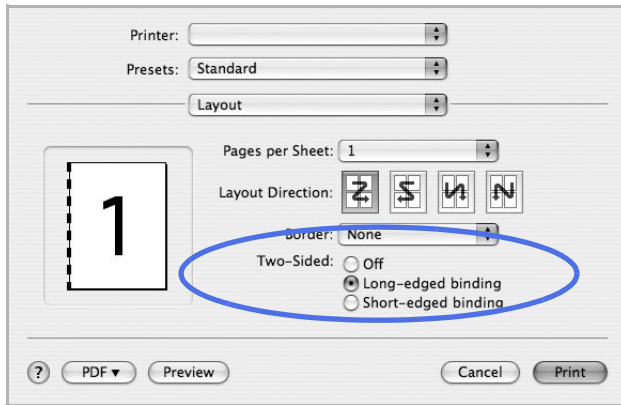 Printer:
Presets: Standard
Layout
Pages per Sheet: 1
Layout Direction:
Border: None
Two-Sided: Off
Long-edged binding
Short-edged binding
1
? PDF▼ Preview Cancel Print